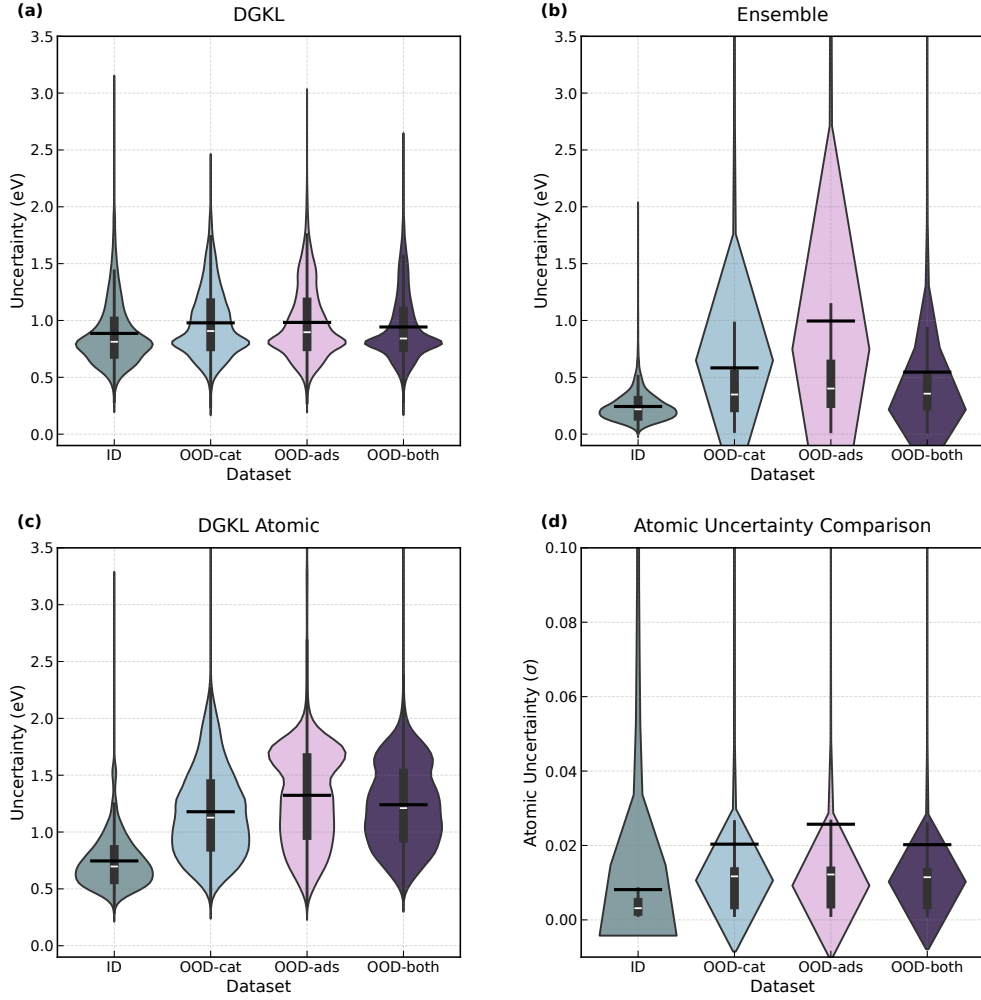 (a)
DGKL
Uncertainty (eV)
3.5
3.0
2.5
2.0
1.5
1.0
0.5
0.0
ID OOD-cat OOD-ads OOD-both
Dataset
(b)
Ensemble
Uncertainty (eV)
3.5
3.0
2.5
2.0
1.5
1.0
0.5
0.0
ID OOD-cat OOD-ads OOD-both
Dataset
(c)
DGKL Atomic
Uncertainty (eV)
3.5
3.0
2.5
2.0
1.5
1.0
0.5
0.0
ID OOD-cat OOD-ads OOD-both
Dataset
(d)
Atomic Uncertainty Comparison
Atomic Uncertainty (σ)
0.10
0.08
0.06
0.04
0.02
0.00
ID OOD-cat OOD-ads OOD-both
Dataset